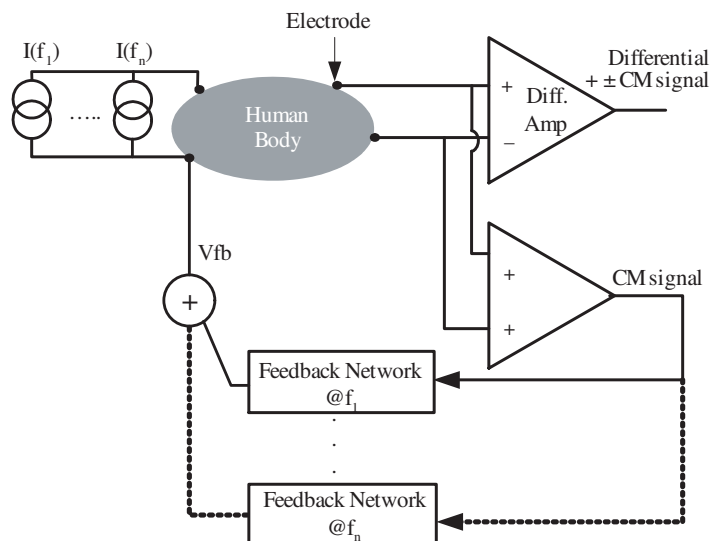 Electrode
I(f₁) I(fₙ)
.....
Differential
+ ± CM signal
Human
Body
+
Diff.
Amp
−
Vfb
+
+
+
CM signal
Feedback Network
@f₁
Feedback Network
@fₙ